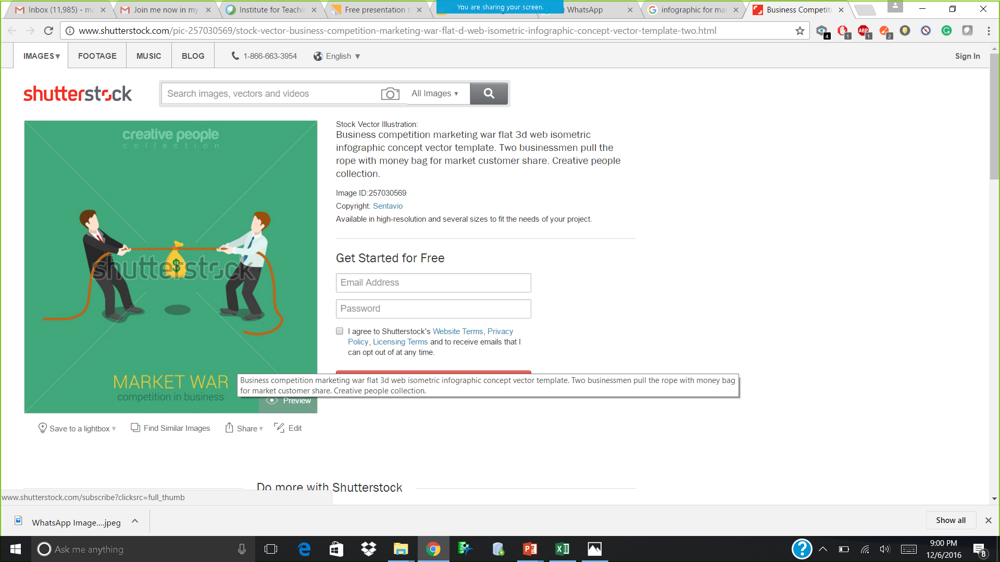 Inbox (11,985) - ma
Join me now in my
Institute for Teachin
Free presentation t
You are sharing your screen.
WhatsApp
infographic for mar
Business Competiti
www.shutterstock.com/pic-257030569/stock-vector-business-competition-marketing-war-flat-d-web-isometric-infographic-concept-vector-template-two.html
4
1
ABP
1
2
IMAGES
FOOTAGE
MUSIC
BLOG
1-866-663-3954
English
Sign In
shutterstock
Search images, vectors and videos
All Images
creative people
collection
shutterstock
$
MARKET WAR
competition in business
Preview
Stock Vector Illustration:
Business competition marketing war flat 3d web isometric
infographic concept vector template. Two businessmen pull the
rope with money bag for market customer share. Creative people
collection.
Image ID:257030569
Copyright: Sentavio
Available in high-resolution and several sizes to fit the needs of your project.
Get Started for Free
Email Address
Password
I agree to Shutterstock's Website Terms, Privacy
Policy, Licensing Terms and to receive emails that I
can opt out of at any time.
Business competition marketing war flat 3d web isometric infographic concept vector template. Two businessmen pull the rope with money bag
for market customer share. Creative people collection.
Save to a lightbox
Find Similar Images
Share
Edit
Do more with Shutterstock
www.shutterstock.com/subscribe?clicksrc=full_thumb
WhatsApp Image....jpeg
Show all
Ask me anything
9:00 PM
12/6/2016
8